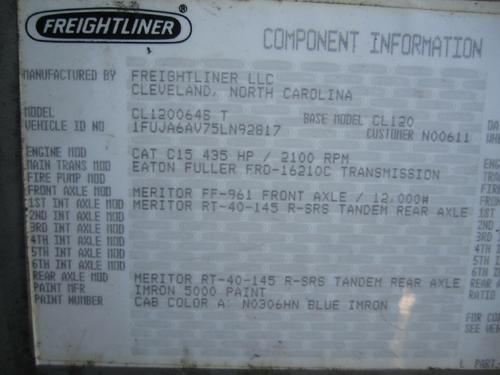 FREIGHTLINER ®
COMPONENT INFORMATION
MANUFACTURED BY FREIGHTLINER LLC
CLEVELAND, NORTH CAROLINA
MODEL CL120064S T BASE MODEL CL120
VEHICLE ID NO 1FUJA6AV75LN92817 CUSTOMER N00611
ENGINE MOD CAT C15 435 HP / 2100 RPM
MAIN TRANS MOD EATON FULLER FRO-16210C TRANSMISSION
FIRE PUMP MOD
FRONT AXLE MOD MERITOR FF-961 FRONT AXLE / 12,000#
1ST INT AXLE MOD MERITOR RT-40-145 R-SRS TANDEM REAR AXLE
2ND INT AXLE MOD
3RD INT AXLE MOD
4TH INT AXLE MOD
5TH INT AXLE MOD
6TH INT AXLE MOD
REAR AXLE MOD MERITOR RT-40-145 R-SRS TANDEM REAR AXLE
PAINT MFR IMRON 5000 PAINT
PAINT NUMBER CAB COLOR A: N0306HN BLUE IMRON